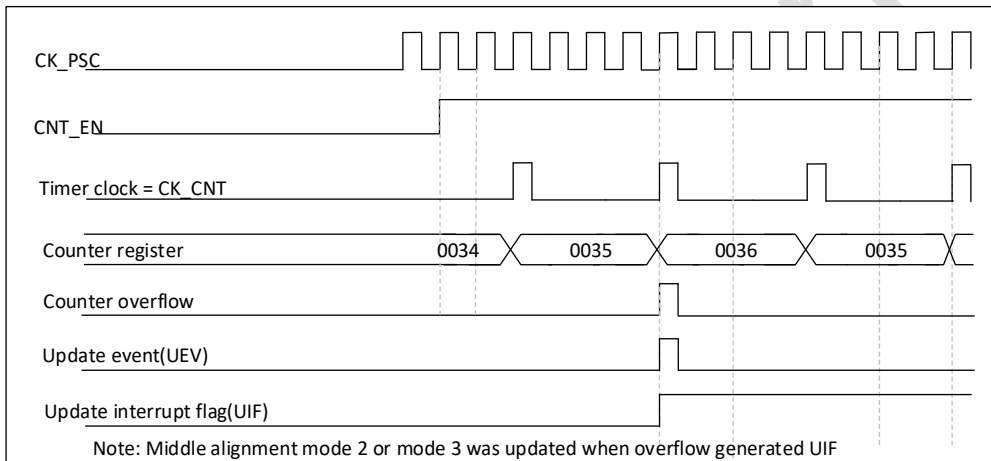 CK_PSC
CNT_EN
Timer clock = CK_CNT
Counter register 0034 0035 0036 0035
Counter overflow
Update event(UEV)
Update interrupt flag(UIF)
Note: Middle alignment mode 2 or mode 3 was updated when overflow generated UIF